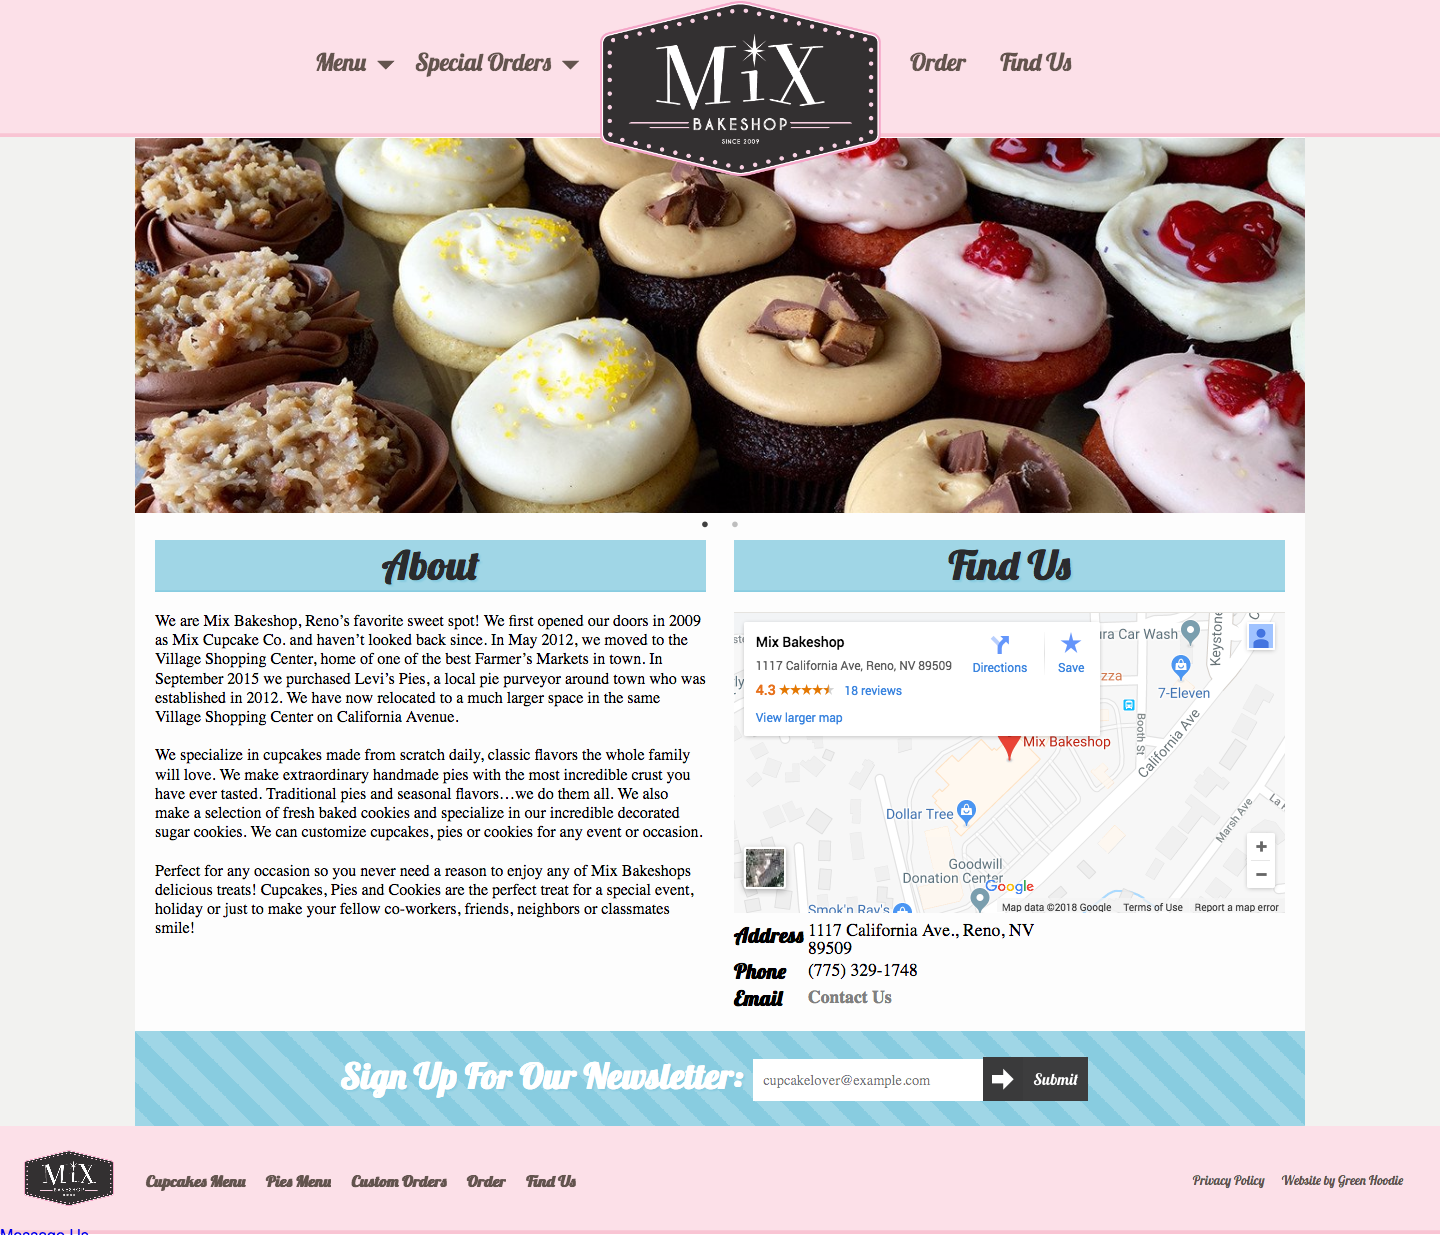 Menu
Special Orders
MiX
BAKESHOP
SINCE 2009
Order
Find Us
About
We are Mix Bakeshop, Reno’s favorite sweet spot! We first opened our doors in 2009
as Mix Cupcake Co. and haven’t looked back since. In May 2012, we moved to the
Village Shopping Center, home of one of the best Farmer’s Markets in town. In
September 2015 we purchased Levi’s Pies, a local pie purveyor around town who was
established in 2012. We have now relocated to a much larger space in the same
Village Shopping Center on California Avenue.
We specialize in cupcakes made from scratch daily, classic flavors the whole family
will love. We make extraordinary handmade pies with the most incredible crust you
have ever tasted. Traditional pies and seasonal flavors…we do them all. We also
make a selection of fresh baked cookies and specialize in our incredible decorated
sugar cookies. We can customize cupcakes, pies or cookies for any event or occasion.
Perfect for any occasion so you never need a reason to enjoy any of Mix Bakeshops
delicious treats! Cupcakes, Pies and Cookies are the perfect treat for a special event,
holiday or just to make your fellow co-workers, friends, neighbors or classmates
smile!
Find Us
Mix Bakeshop
1117 California Ave, Reno, NV 89509
4.3
18 reviews
View larger map
Directions
Save
ura Car Wash
Keystone
zza
7-Eleven
Booth St
California Ave
Mix Bakeshop
Dollar Tree
Marsh Ave
La
Goodwill
Donation Center
Smok'n Ray's
Google
Map data ©2018 Google
Terms of Use
Report a map error
Address 1117 California Ave., Reno, NV
89509
Phone (775) 329-1748
Email Contact Us
Sign Up For Our Newsletter:
cupcakelover@example.com
Submit
MiX
BAKESHOP
Cupcakes Menu
Pies Menu
Custom Orders
Order
Find Us
Privacy Policy
Website by Green Hoodie
Message Us